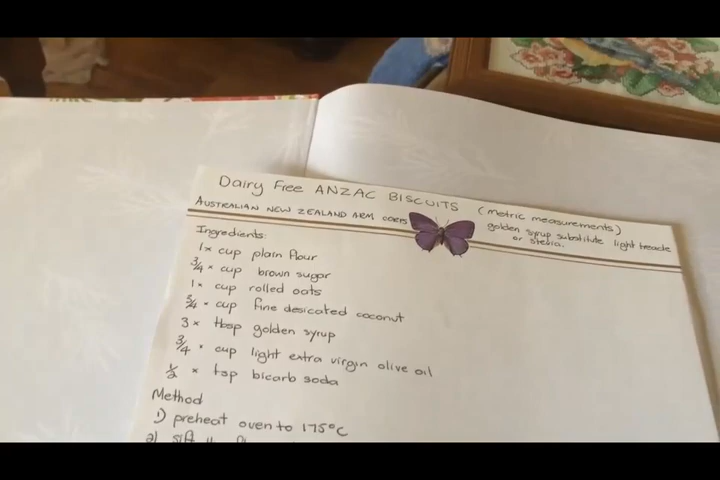 Dairy Free ANZAC BISCUITS (metric measurements)
AUSTRALIAN NEW ZEALAND ARM CORPS
golden syrup substitute light treacle
or stevia.
Ingredients:
1 x cup plain flour
3/4 x cup brown sugar
1 x cup rolled oats
3/4 x cup fine desicated coconut
3 x tbsp golden syrup
3/4 x cup light extra virgin olive oil
1/2 x tsp bicarb soda
Method
1) preheat oven to 175°C
2) sift